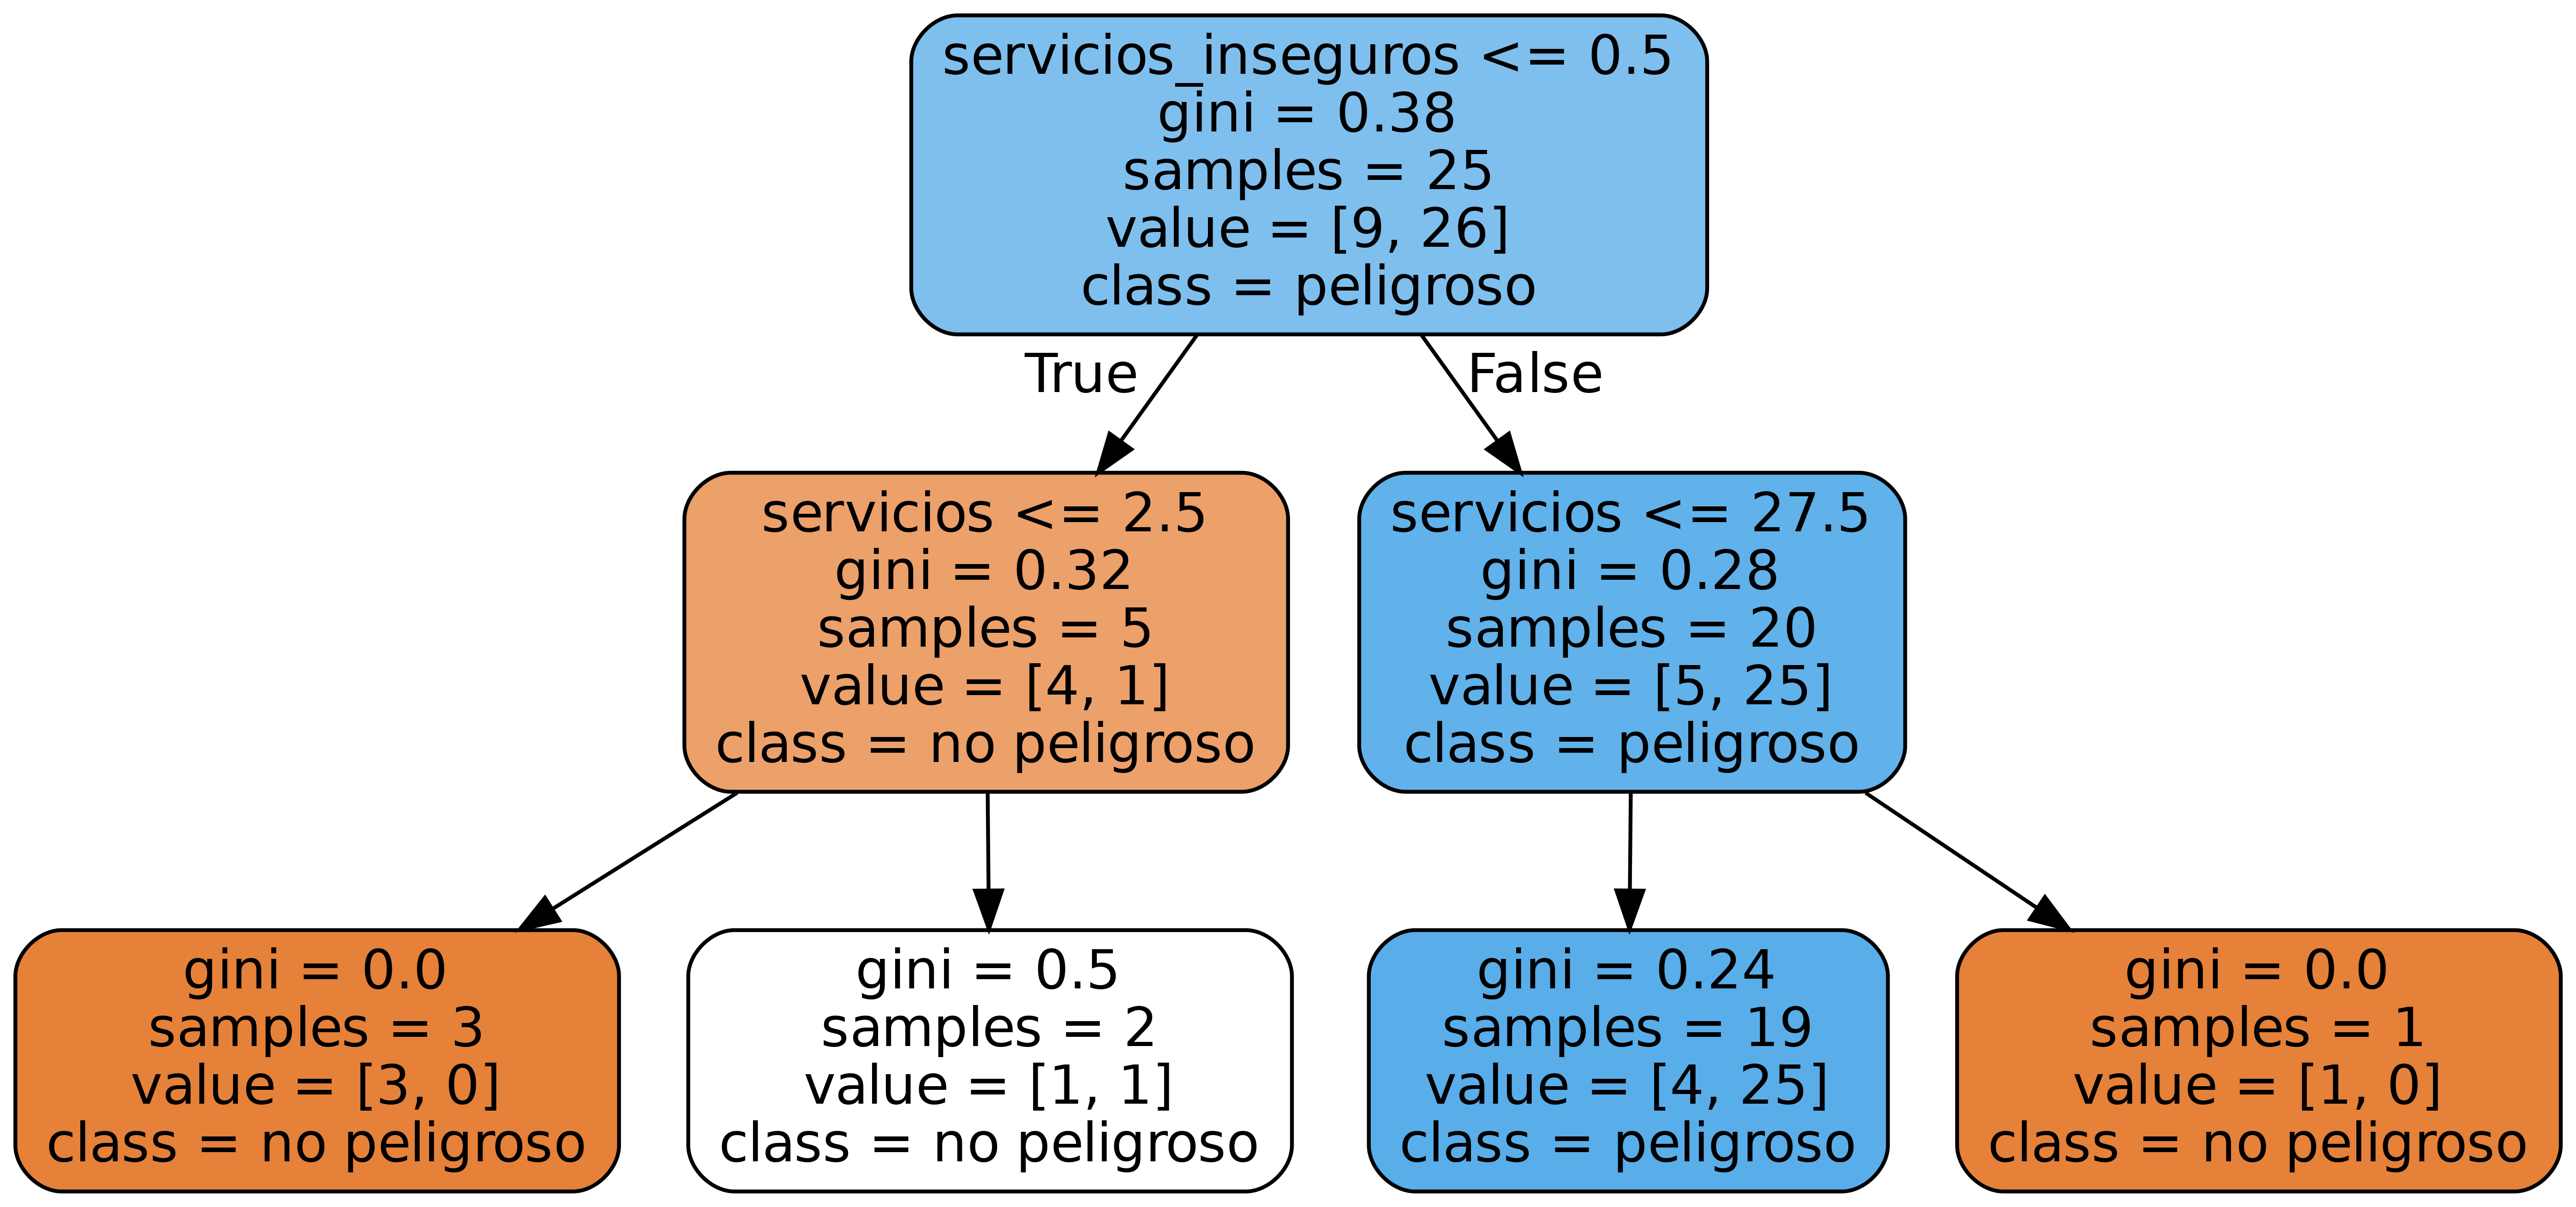 servicios_inseguros <= 0.5
gini = 0.38
samples = 25
value = [9, 26]
class = peligroso
True
False
servicios <= 2.5
gini = 0.32
samples = 5
value = [4, 1]
class = no peligroso
servicios <= 27.5
gini = 0.28
samples = 20
value = [5, 25]
class = peligroso
gini = 0.0
samples = 3
value = [3, 0]
class = no peligroso
gini = 0.5
samples = 2
value = [1, 1]
class = no peligroso
gini = 0.24
samples = 19
value = [4, 25]
class = peligroso
gini = 0.0
samples = 1
value = [1, 0]
class = no peligroso